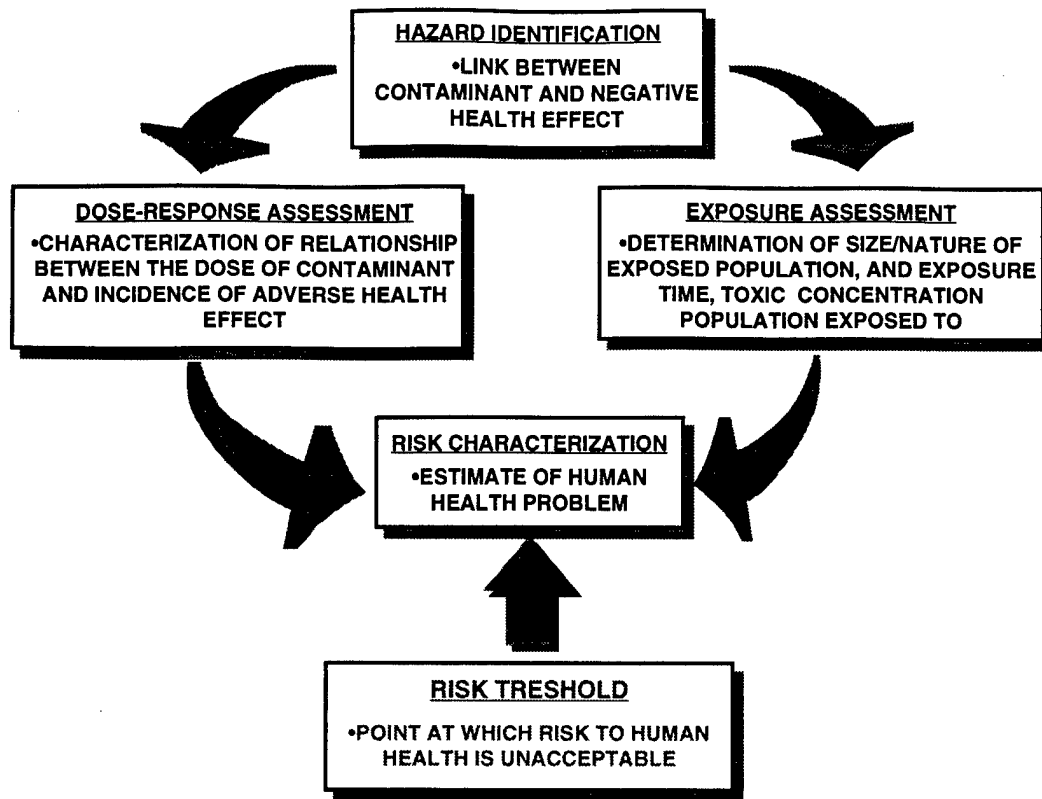 HAZARD IDENTIFICATION
•LINK BETWEEN
CONTAMINANT AND NEGATIVE
HEALTH EFFECT
DOSE-RESPONSE ASSESSMENT
•CHARACTERIZATION OF RELATIONSHIP
BETWEEN THE DOSE OF CONTAMINANT
AND INCIDENCE OF ADVERSE HEALTH
EFFECT
EXPOSURE ASSESSMENT
•DETERMINATION OF SIZE/NATURE OF
EXPOSED POPULATION, AND EXPOSURE
TIME, TOXIC CONCENTRATION
POPULATION EXPOSED TO
RISK CHARACTERIZATION
•ESTIMATE OF HUMAN
HEALTH PROBLEM
RISK TRESHOLD
•POINT AT WHICH RISK TO HUMAN
HEALTH IS UNACCEPTABLE